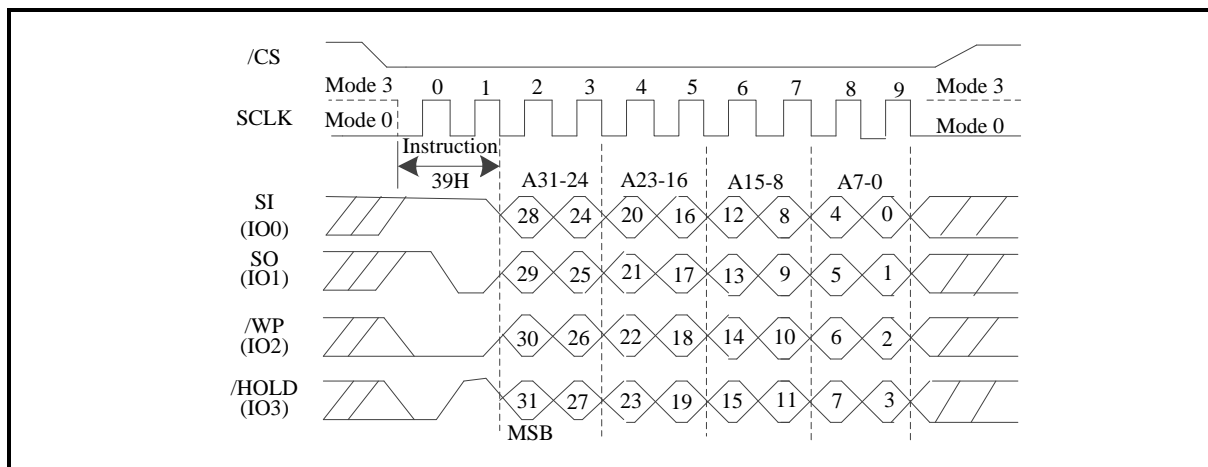 /CS
Mode 3 0 1 2 3 4 5 6 7 8 9 Mode 3
SCLK
Mode 0 Mode 0
Instruction
39H A31-24 A23-16 A15-8 A7-0
SI
(IO0) 28 24 20 16 12 8 4 0
SO
(IO1) 29 25 21 17 13 9 5 1
/WP
(IO2) 30 26 22 18 14 10 6 2
/HOLD
(IO3) 31 27 23 19 15 11 7 3
MSB